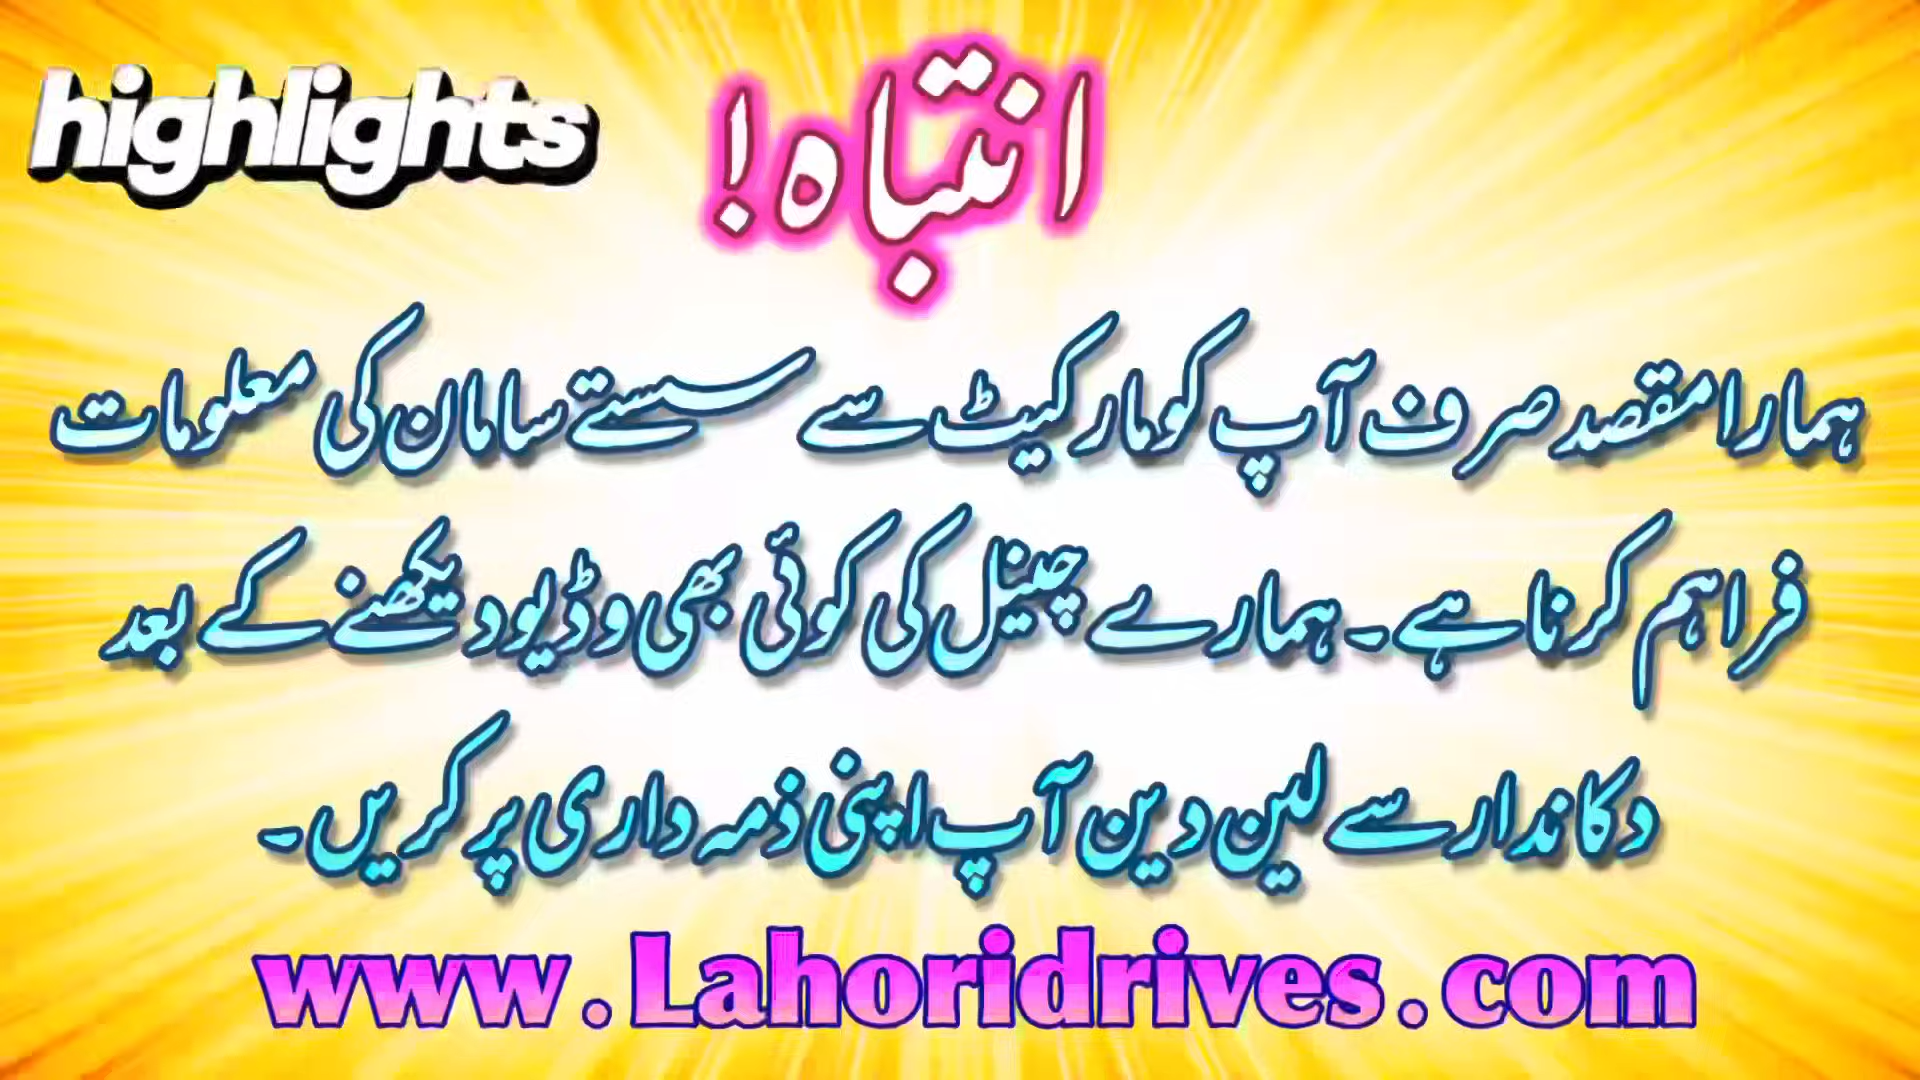 highlights
انتباہ!
ہمارا مقصد صرف آپ کو مارکیٹ سے سستے سامان کی معلومات
فراہم کرنا ہے۔ ہمارے چینل کی کوئی بھی وڈیو دیکھنے کے بعد
دکاندار سے لین دین آپ اپنی ذمہ داری پر کریں۔
www.Lahoridrives.com